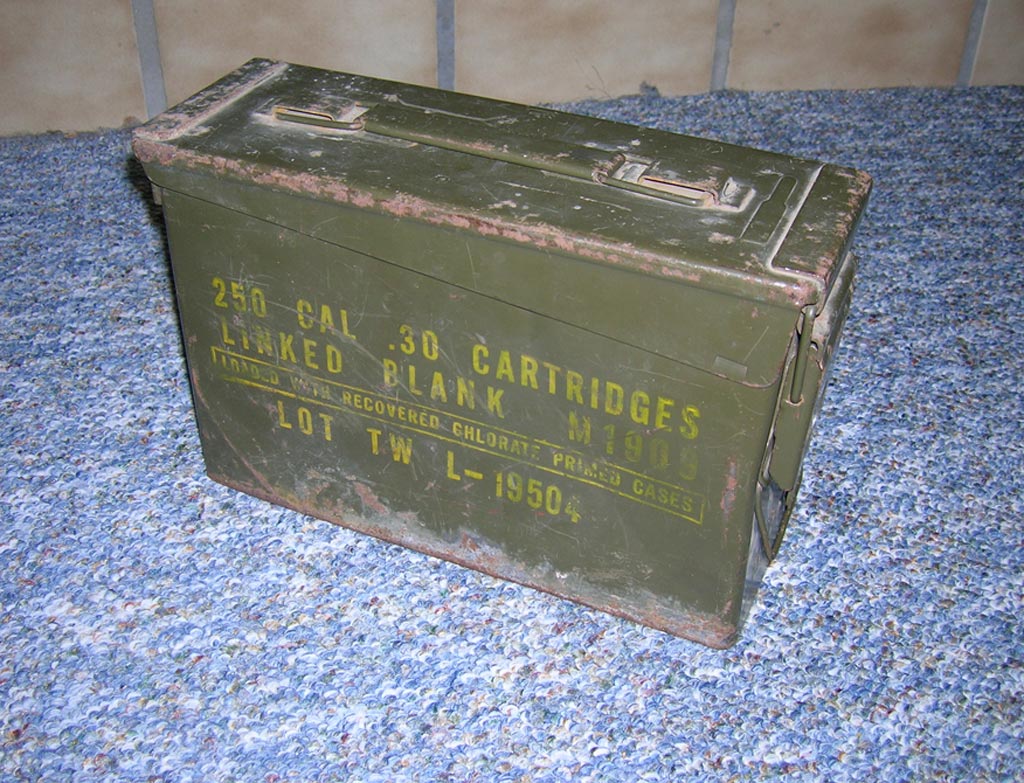 250 CAL .30 CARTRIDGES
LINKED BLANK M1909
LOADED WITH RECOVERED CHLORATE PRIMED CASES
LOT TW L-19504